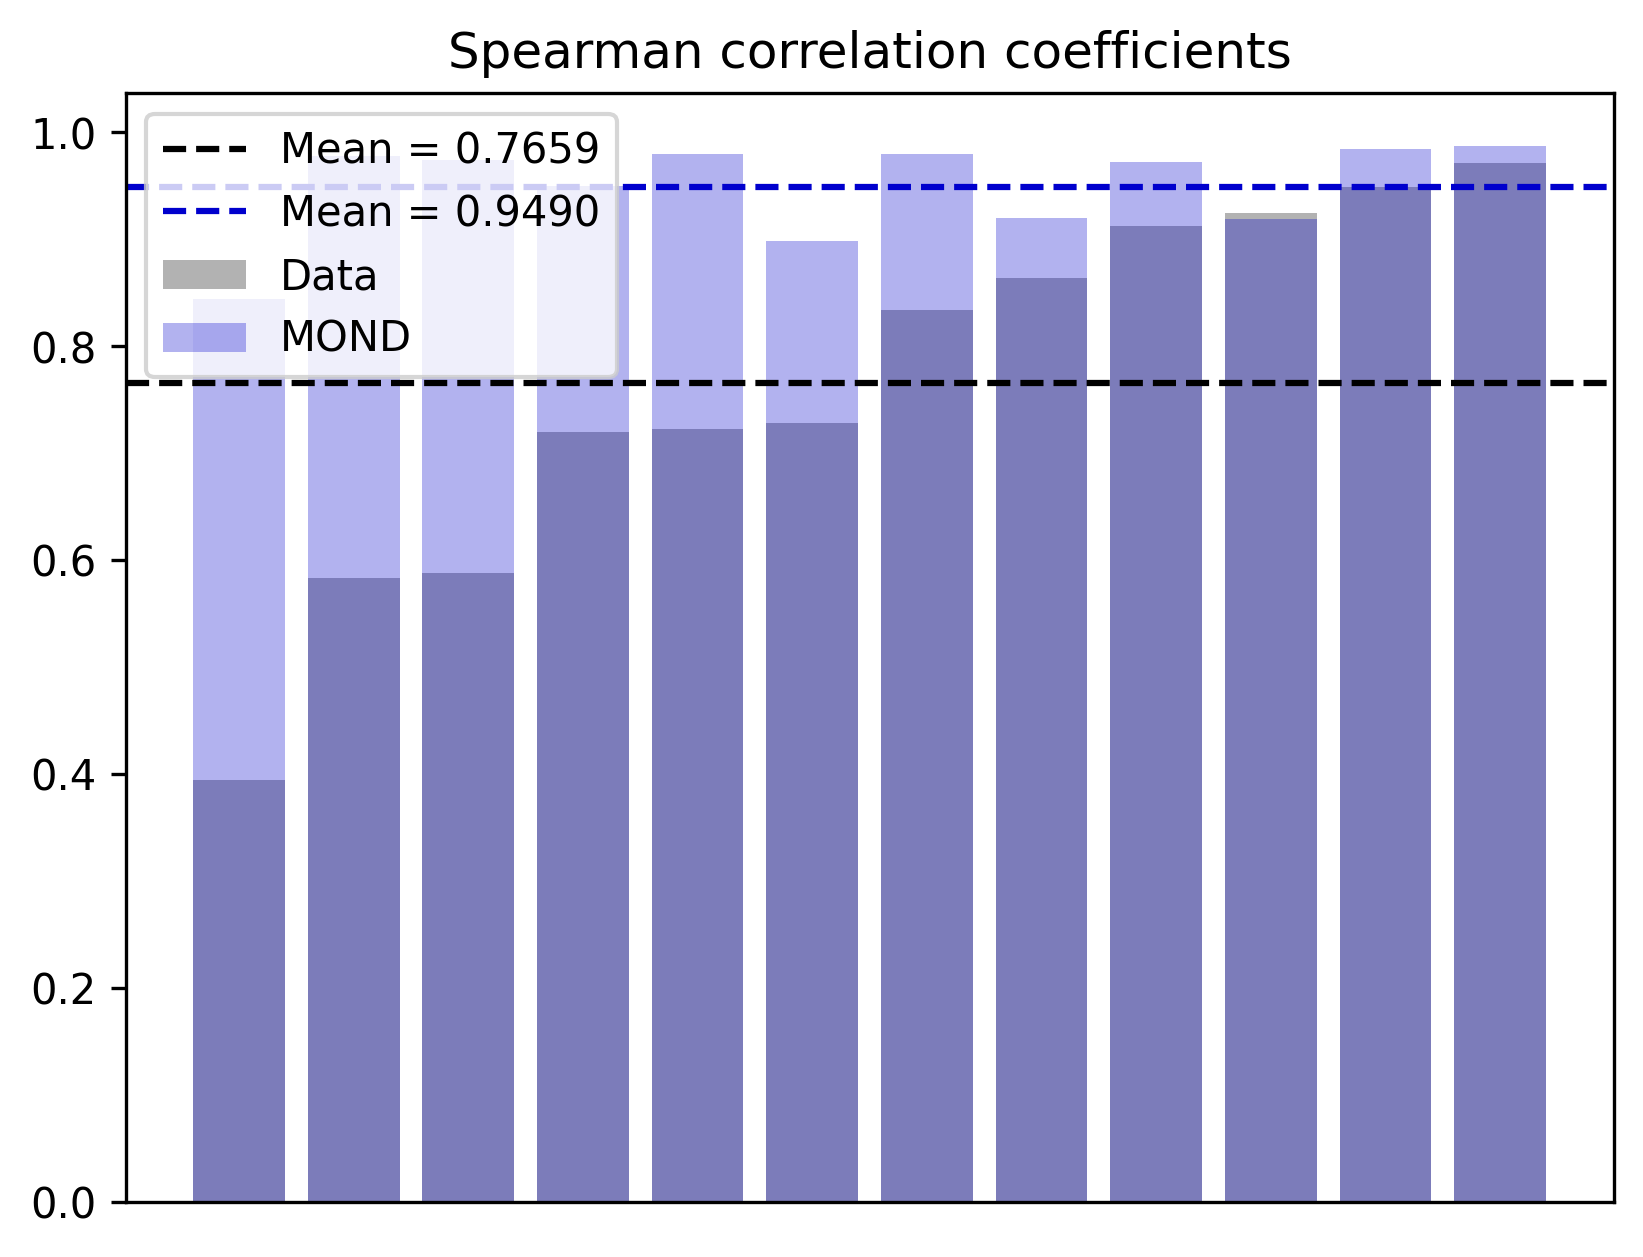 Spearman correlation coefficients
1.0
0.8
0.6
0.4
0.2
0.0
Mean = 0.7659
Mean = 0.9490
Data
MOND